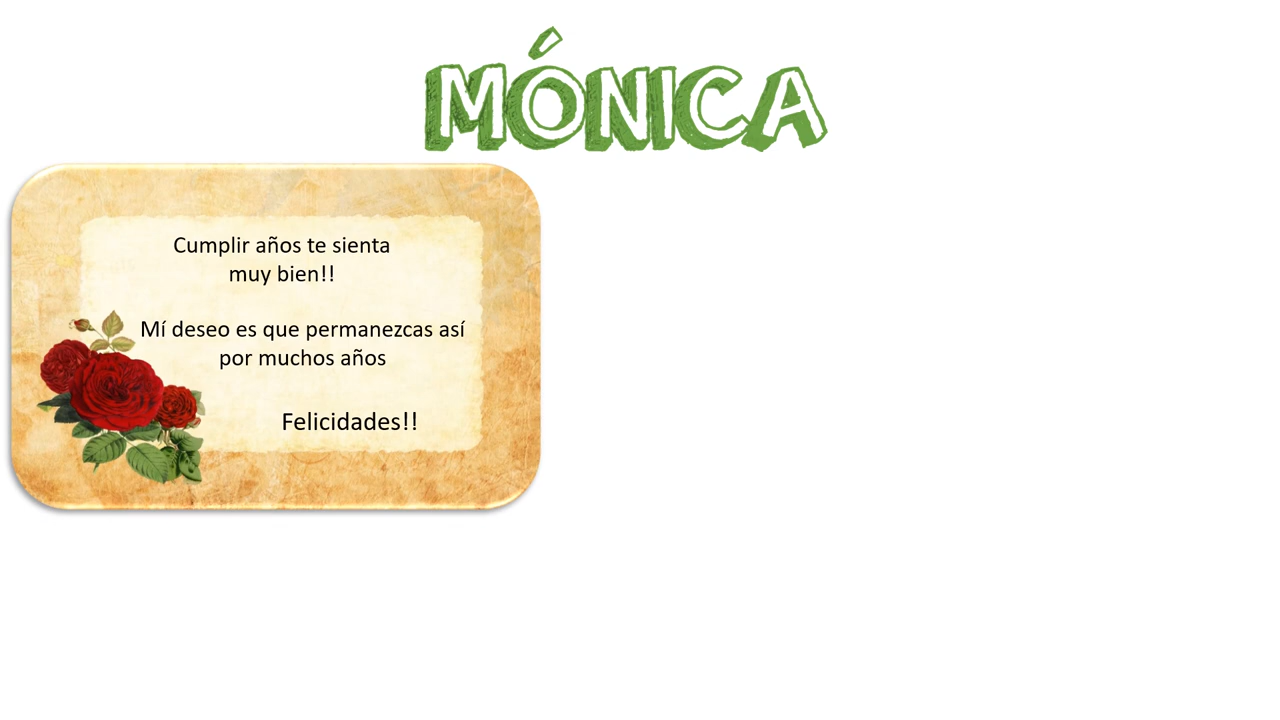 MÓNICA
Cumplir años te sienta
muy bien!!
Mí deseo es que permanezcas así
por muchos años
Felicidades!!